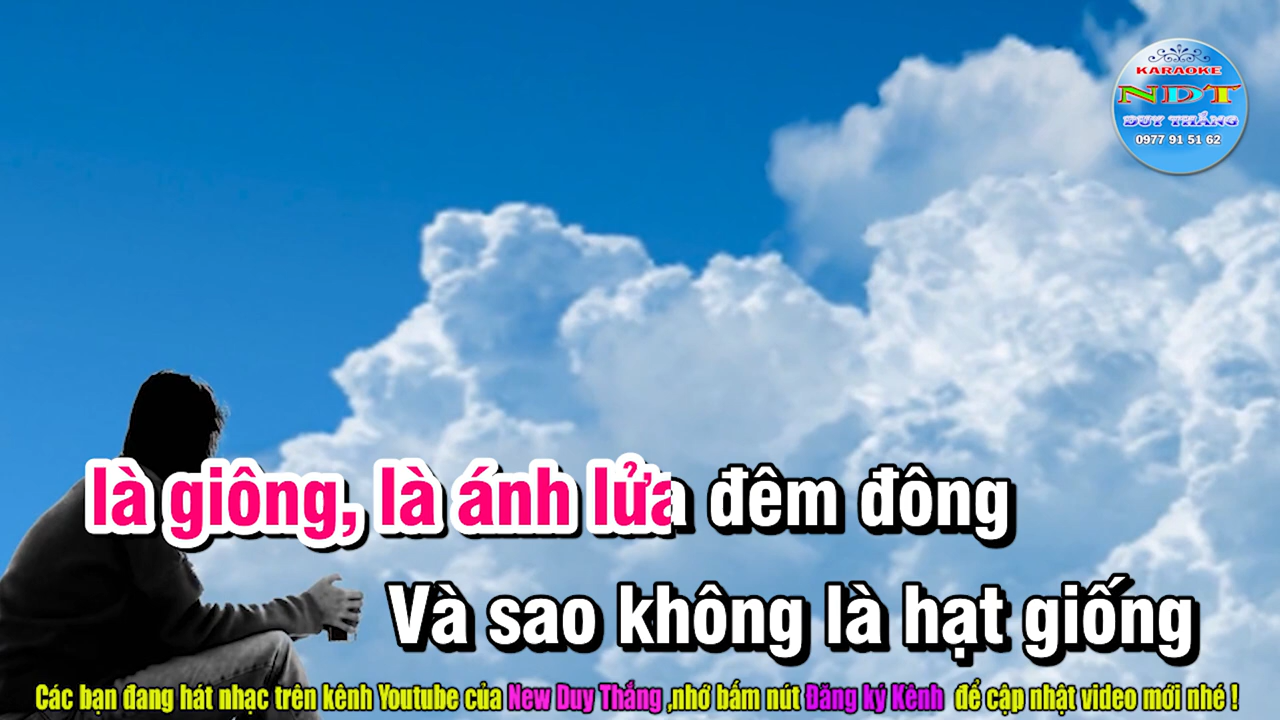 KARAOKE
NDT
DUY THẮNG
0977 91 51 62
là giông, là ánh lửa đêm đông
Và sao không là hạt giống
Các bạn đang hát nhạc trên kênh Youtube của New Duy Thắng ,nhớ bấm nút Đăng ký Kênh để cập nhật video mới nhé !